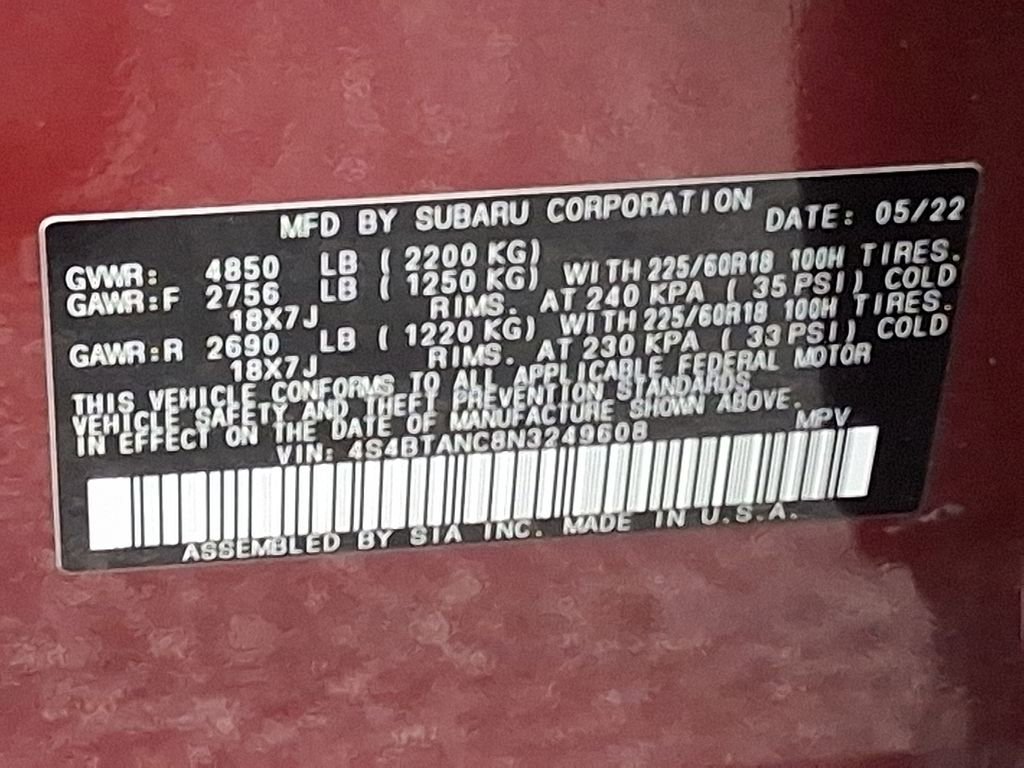 MFD BY SUBARU CORPORATION DATE: 05/22
GVWR: 4850 LB ( 2200 KG)
GAWR:F 2756 LB ( 1250 KG) WITH 225/60R18 100H TIRES.
18X7J RIMS. AT 240 KPA ( 35 PSI) COLD
GAWR:R 2690 LB ( 1220 KG) WITH 225/60R18 100H TIRES.
18X7J RIMS. AT 230 KPA ( 33 PSI) COLD
THIS VEHICLE CONFORMS TO ALL APPLICABLE FEDERAL MOTOR
VEHICLE SAFETY AND THEFT PREVENTION STANDARDS
IN EFFECT ON THE DATE OF MANUFACTURE SHOWN ABOVE.
VIN: 4S4BTANC8N3249608 MPV
ASSEMBLED BY SIA INC. MADE IN U.S.A.